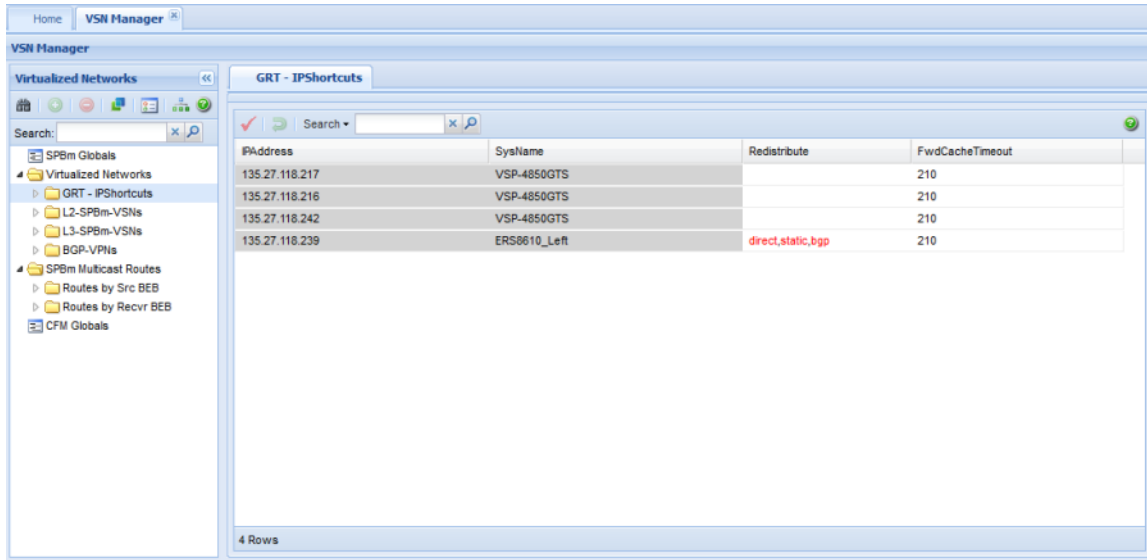 Home VSN Manager
VSN Manager
Virtualized Networks
Search:
SPBm Globals
Virtualized Networks
GRT - IPShortcuts
L2-SPBm-VSNs
L3-SPBm-VSNs
BGP-VPNs
SPBm Multicast Routes
Routes by Src BEB
Routes by Recvr BEB
CFM Globals
GRT - IPShortcuts
Search
IPAddress SysName Redistribute FwdCacheTimeout
135.27.118.217 VSP-4850GTS 210
135.27.118.216 VSP-4850GTS 210
135.27.118.242 VSP-4850GTS 210
135.27.118.239 ERS8610_Left direct,static,bgp 210
4 Rows